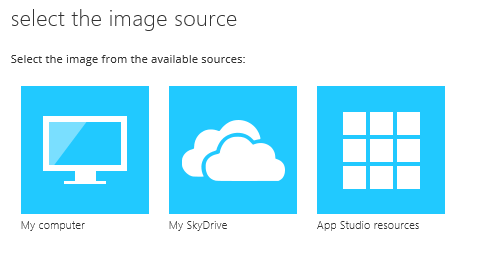 select the image source
Select the image from the available sources:
My computer
My SkyDrive
App Studio resources